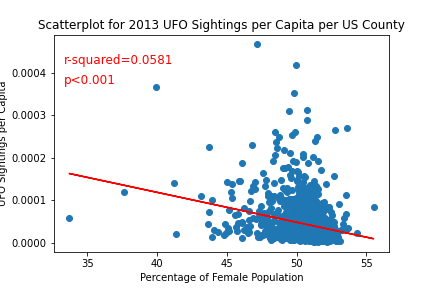 Scatterplot for 2013 UFO Sightings per Capita per US County
r-squared=0.0581
p<0.001
UFO Sightings per Capita
0.0004
0.0003
0.0002
0.0001
0.0000
35 40 45 50 55
Percentage of Female Population